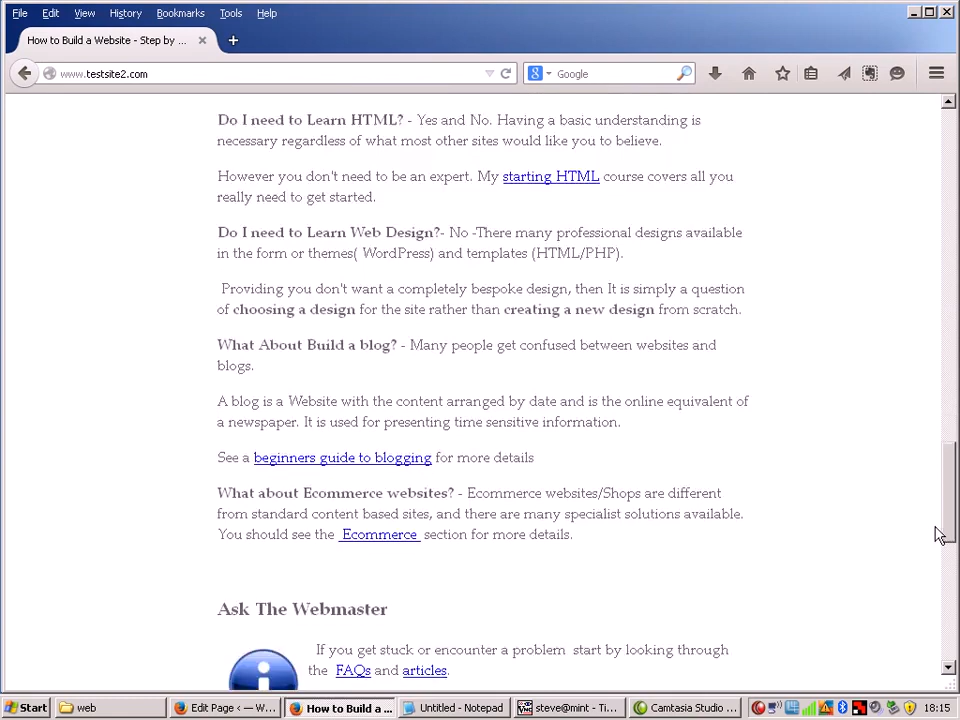 File Edit View History Bookmarks Tools Help
How to Build a Website - Step by ...
www.testsite2.com
Google
Do I need to Learn HTML? - Yes and No. Having a basic understanding is
necessary regardless of what most other sites would like you to believe.
However you don't need to be an expert. My starting HTML course covers all you
really need to get started.
Do I need to Learn Web Design?- No -There many professional designs available
in the form or themes( WordPress) and templates (HTML/PHP).
Providing you don't want a completely bespoke design, then It is simply a question
of choosing a design for the site rather than creating a new design from scratch.
What About Build a blog? - Many people get confused between websites and
blogs.
A blog is a Website with the content arranged by date and is the online equivalent of
a newspaper. It is used for presenting time sensitive information.
See a beginners guide to blogging for more details
What about Ecommerce websites? - Ecommerce websites/Shops are different
from standard content based sites, and there are many specialist solutions available.
You should see the Ecommerce section for more details.
Ask The Webmaster
If you get stuck or encounter a problem start by looking through
the FAQs and articles.
Start web Edit Page ‹ — W... How to Build a ... Untitled - Notepad steve@mint - Ti... Camtasia Studio ... 18:15